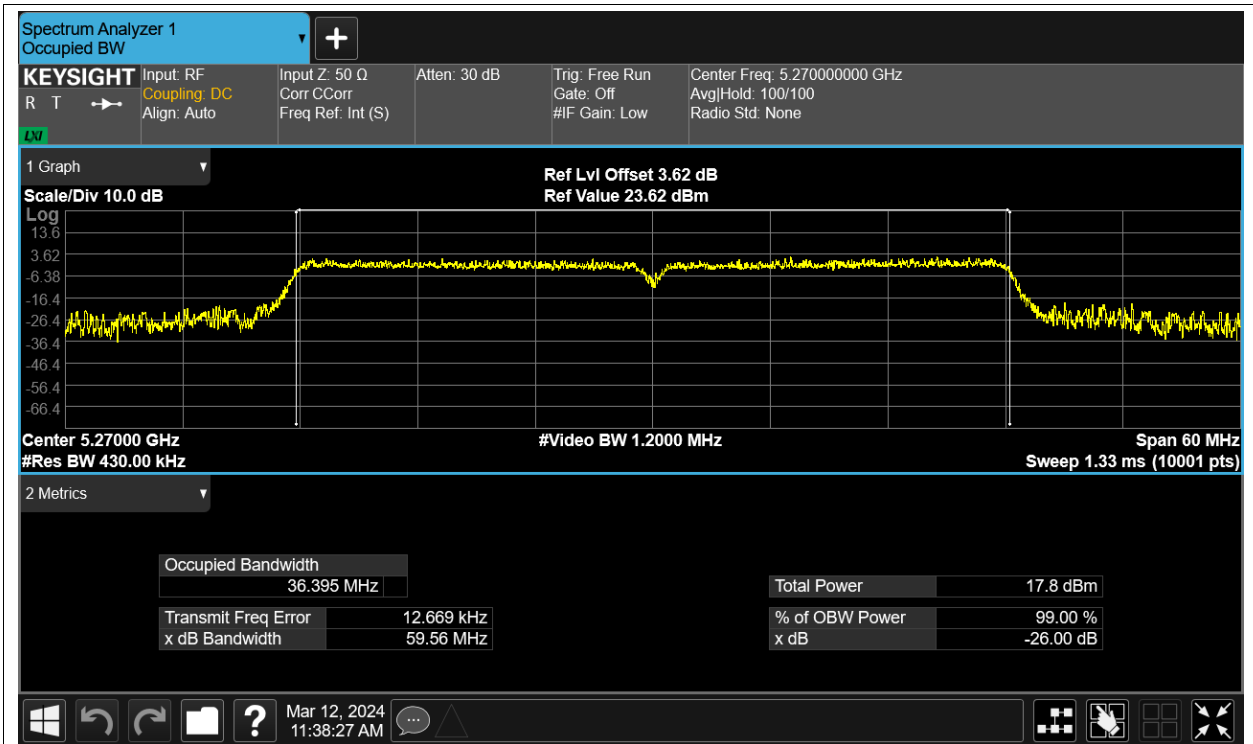 Spectrum Analyzer 1
Occupied BW
KEYSIGHT
R T
LXI
Input: RF
Coupling: DC
Align: Auto
Input Z: 50 Ω
Corr CCorr
Freq Ref: Int (S)
Atten: 30 dB
Trig: Free Run
Gate: Off
#IF Gain: Low
Center Freq: 5.270000000 GHz
Avg|Hold: 100/100
Radio Std: None
1 Graph
Scale/Div 10.0 dB
Ref Lvl Offset 3.62 dB
Ref Value 23.62 dBm
Log
13.6
3.62
-6.38
-16.4
-26.4
-36.4
-46.4
-56.4
-66.4
Center 5.27000 GHz
#Video BW 1.2000 MHz
Span 60 MHz
#Res BW 430.00 kHz
Sweep 1.33 ms (10001 pts)
2 Metrics
Occupied Bandwidth
36.395 MHz
Total Power 17.8 dBm
Transmit Freq Error 12.669 kHz
% of OBW Power 99.00 %
x dB Bandwidth 59.56 MHz
x dB -26.00 dB
Mar 12, 2024
11:38:27 AM